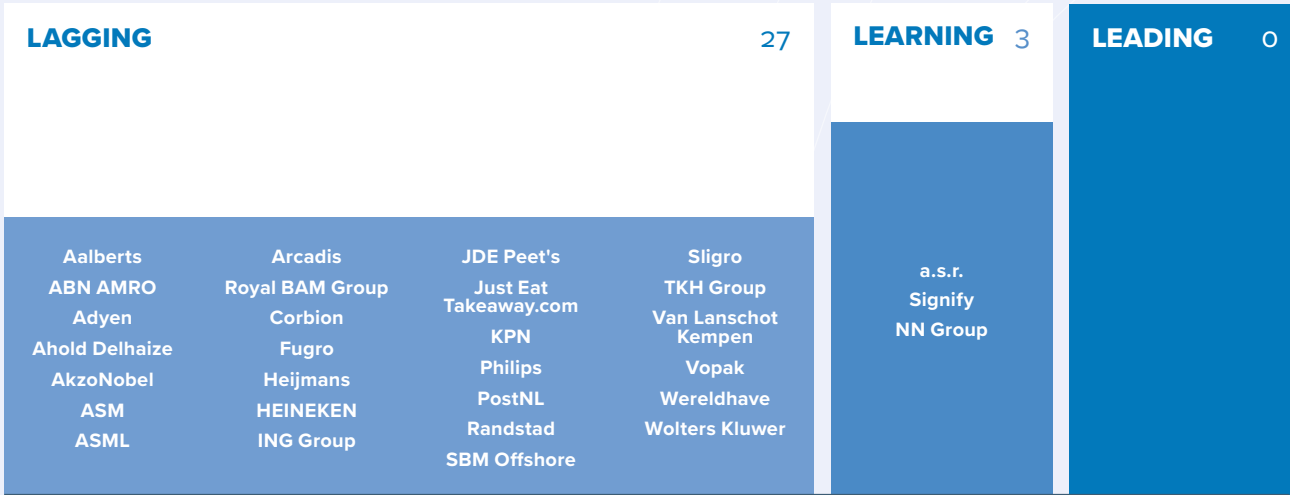 LAGGING 27
Aalberts
ABN AMRO
Adyen
Ahold Delhaize
AkzoNobel
ASM
ASML
Arcadis
Royal BAM Group
Corbion
Fugro
Heijmans
HEINEKEN
ING Group
JDE Peet's
Just Eat
Takeaway.com
KPN
Philips
PostNL
Randstad
SBM Offshore
Sligro
TKH Group
Van Lanschot
Kempen
Vopak
Wereldhave
Wolters Kluwer
LEARNING 3
a.s.r.
Signify
NN Group
LEADING 0